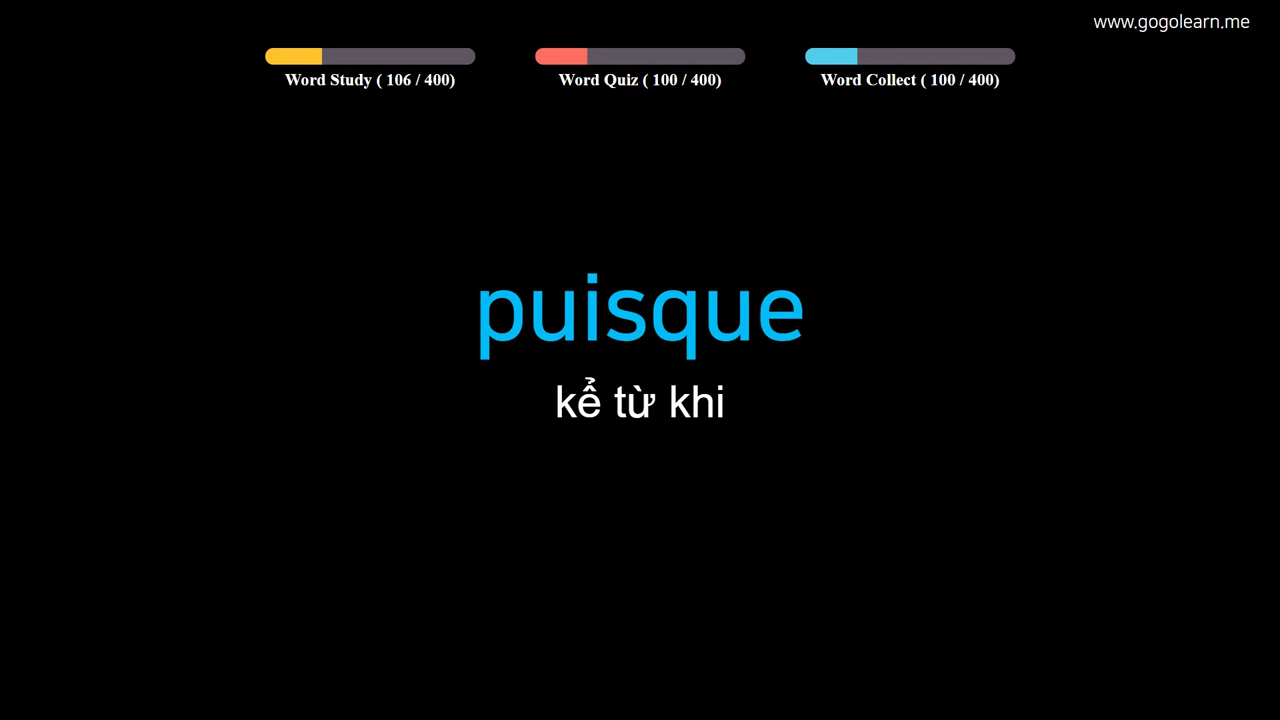 www.gogolearn.me
Word Study ( 106 / 400)
Word Quiz ( 100 / 400)
Word Collect ( 100 / 400)
puisque
kể từ khi